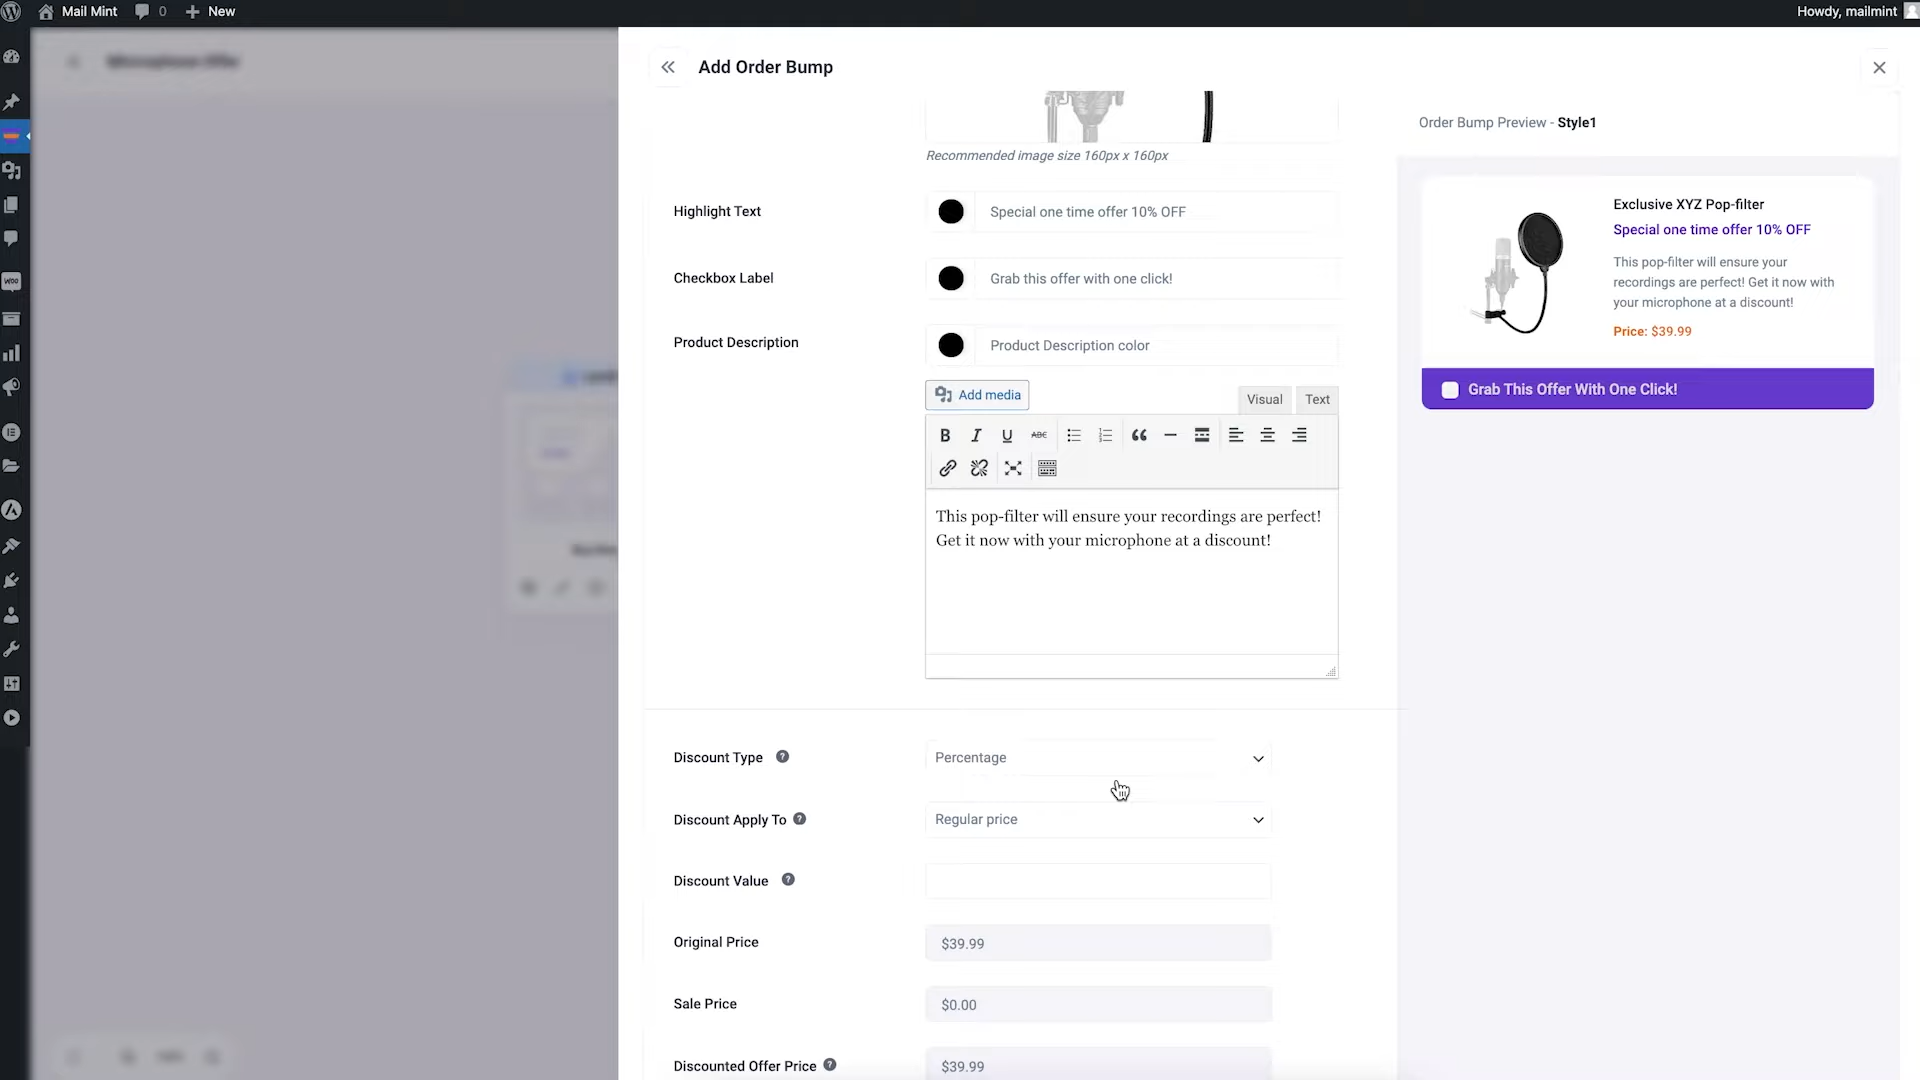 Mail Mint
0
New
Howdy, mailmint
Add Order Bump
Recommended image size 160px x 160px
Highlight Text
Special one time offer 10% OFF
Checkbox Label
Grab this offer with one click!
Product Description
Product Description color
Add media
Visual
Text
B I U ABC
This pop-filter will ensure your recordings are perfect!
Get it now with your microphone at a discount!
Discount Type ?
Percentage
Discount Apply To ?
Regular price
Discount Value ?
Original Price
$39.99
Sale Price
$0.00
Discounted Offer Price ?
$39.99
Order Bump Preview - Style1
Exclusive XYZ Pop-filter
Special one time offer 10% OFF
This pop-filter will ensure your
recordings are perfect! Get it now with
your microphone at a discount!
Price: $39.99
Grab This Offer With One Click!